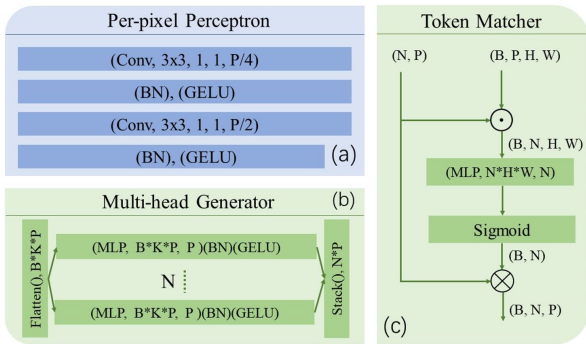 Per-pixel Perceptron
(Conv, 3x3, 1, 1, P/4)
(BN), (GELU)
(Conv, 3x3, 1, 1, P/2)
(BN), (GELU)
(a)
Multi-head Generator
(b)
Flatten(), B*K*P
(MLP, B*K*P, P )(BN)(GELU)
N
(MLP, B*K*P, P )(BN)(GELU)
Stack(), N*P
Token Matcher
(N, P)
(B, P, H, W)
(B, N, H, W)
(MLP, N*H*W, N)
Sigmoid
(B, N)
(B, N, P)
(c)